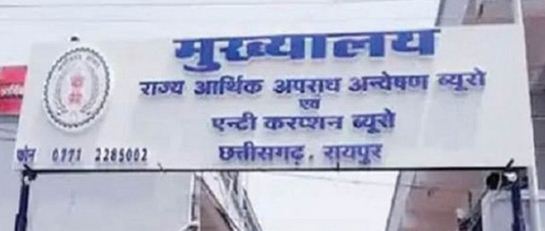 मुख्यालय
राज्य आर्थिक अपराध अन्वेषण ब्यूरो
एवं
एन्टी करप्शन ब्यूरो
फोन 0771 2285002 छत्तीसगढ़, रायपुर